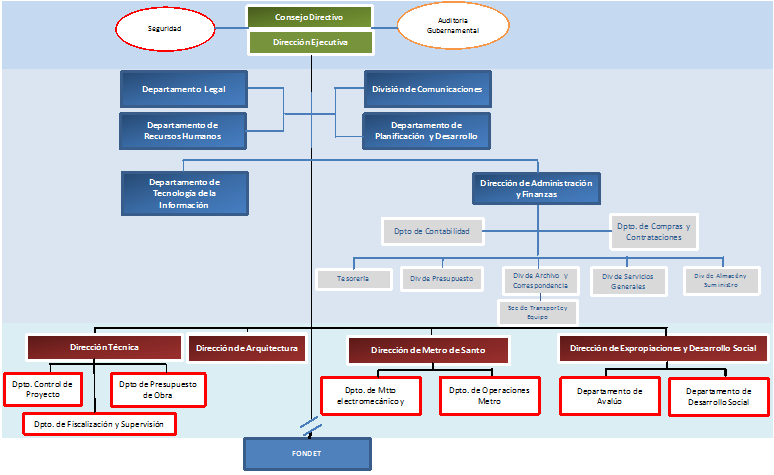 Consejo Directivo
Seguridad
Auditoria
Gubernamental
Dirección Ejecutiva
Departamento Legal
División de Comunicaciones
Departamento de
Recursos Humanos
Departamento de
Planificación y Desarrollo
Departamento de
Tecnología de la
Información
Dirección de Administración
y Finanzas
Dpto de Contabilidad
Dpto. de Compras y
Contrataciones
Tesorería
Div de Presupuesto
Div de Archivo y
Correspondencia
Div de Servicios
Generales
Div de Almacén y
Suministro
Sec de Transporte y
Equipo
Dirección Técnica
Dirección de Arquitectura
Dirección de Metro de Santo
Dirección de Expropiaciones y Desarrollo Social
Dpto. Control de
Proyecto
Dpto de Presupuesto
de Obra
Dpto. de Fiscalización y Supervisión
Dpto. de Mtto
electromecánico y
Dpto. de Operaciones
Metro
Departamento de
Avalúo
Departamento de
Desarrollo Social
FONDET